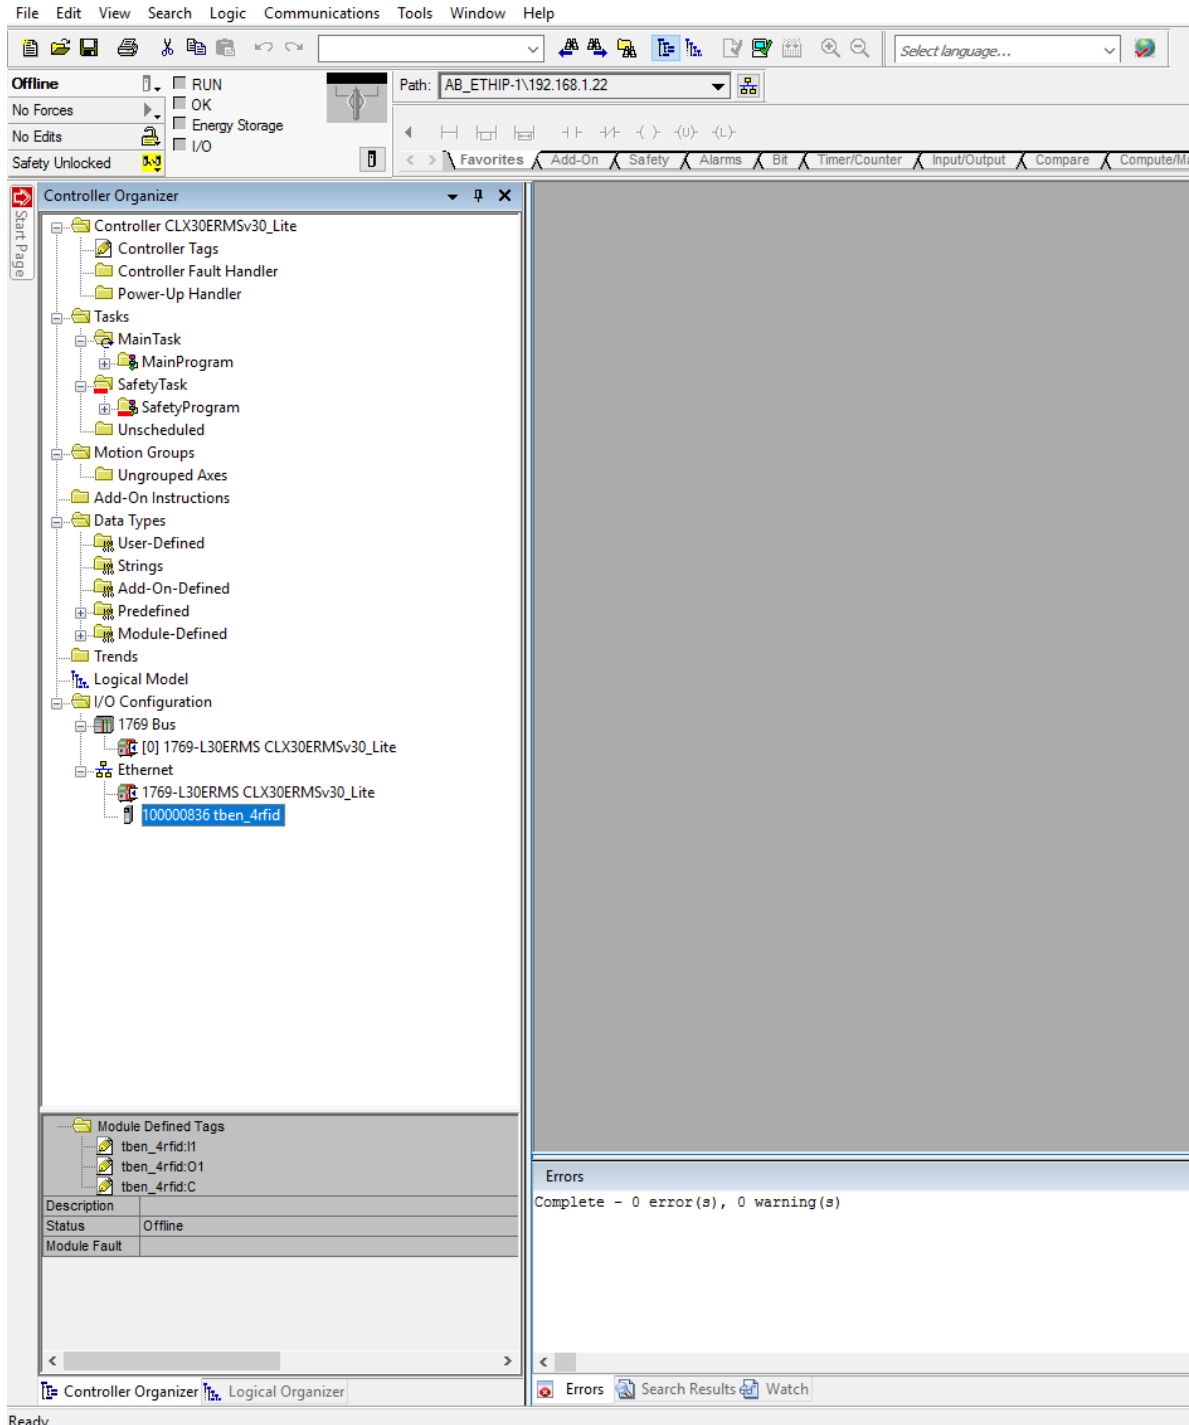 File Edit View Search Logic Communications Tools Window Help
Select language...
Offline RUN
No Forces OK
No Edits Energy Storage
Safety Unlocked I/O
Path: AB_ETHIP-1\192.168.1.22
Favorites Add-On Safety Alarms Bit Timer/Counter Input/Output Compare Compute/Ma
Start Page
Controller Organizer
Controller CLX30ERMSv30_Lite
Controller Tags
Controller Fault Handler
Power-Up Handler
Tasks
MainTask
MainProgram
SafetyTask
SafetyProgram
Unscheduled
Motion Groups
Ungrouped Axes
Add-On Instructions
Data Types
User-Defined
Strings
Add-On-Defined
Predefined
Module-Defined
Trends
Logical Model
I/O Configuration
1769 Bus
[0] 1769-L30ERMS CLX30ERMSv30_Lite
Ethernet
1769-L30ERMS CLX30ERMSv30_Lite
100000836 tben_4rfid
Module Defined Tags
tben_4rfid:I1
tben_4rfid:O1
tben_4rfid:C
Description
Status Offline
Module Fault
Controller Organizer Logical Organizer
Errors
Complete - 0 error(s), 0 warning(s)
Errors Search Results Watch
Ready